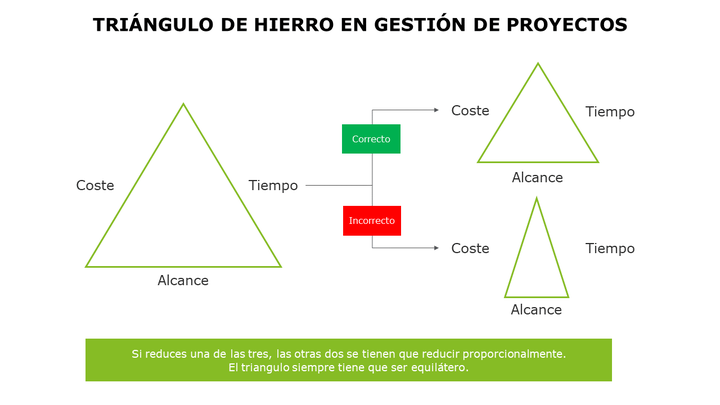 TRIÁNGULO DE HIERRO EN GESTIÓN DE PROYECTOS
Coste
Tiempo
Alcance
Correcto
Incorrecto
Coste
Tiempo
Alcance
Coste
Tiempo
Alcance
Si reduces una de las tres, las otras dos se tienen que reducir proporcionalmente.
El triangulo siempre tiene que ser equilátero.